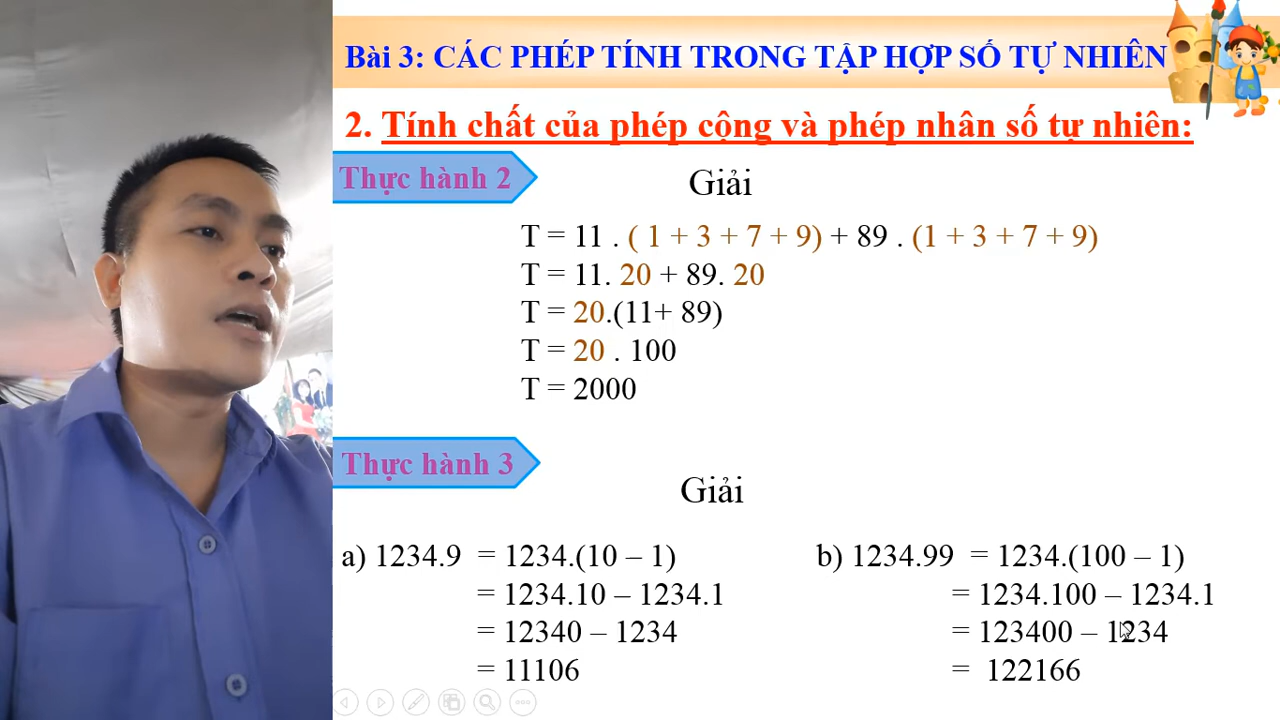 Bài 3: CÁC PHÉP TÍNH TRONG TẬP HỢP SỐ TỰ NHIÊN
2. Tính chất của phép cộng và phép nhân số tự nhiên:
Thực hành 2
Giải
T = 11 . ( 1 + 3 + 7 + 9) + 89 . (1 + 3 + 7 + 9)
T = 11. 20 + 89. 20
T = 20.(11+ 89)
T = 20 . 100
T = 2000
Thực hành 3
Giải
a) 1234.9 = 1234.(10 – 1)
= 1234.10 – 1234.1
= 12340 – 1234
= 11106
b) 1234.99 = 1234.(100 – 1)
= 1234.100 – 1234.1
= 123400 – 1234
= 122166